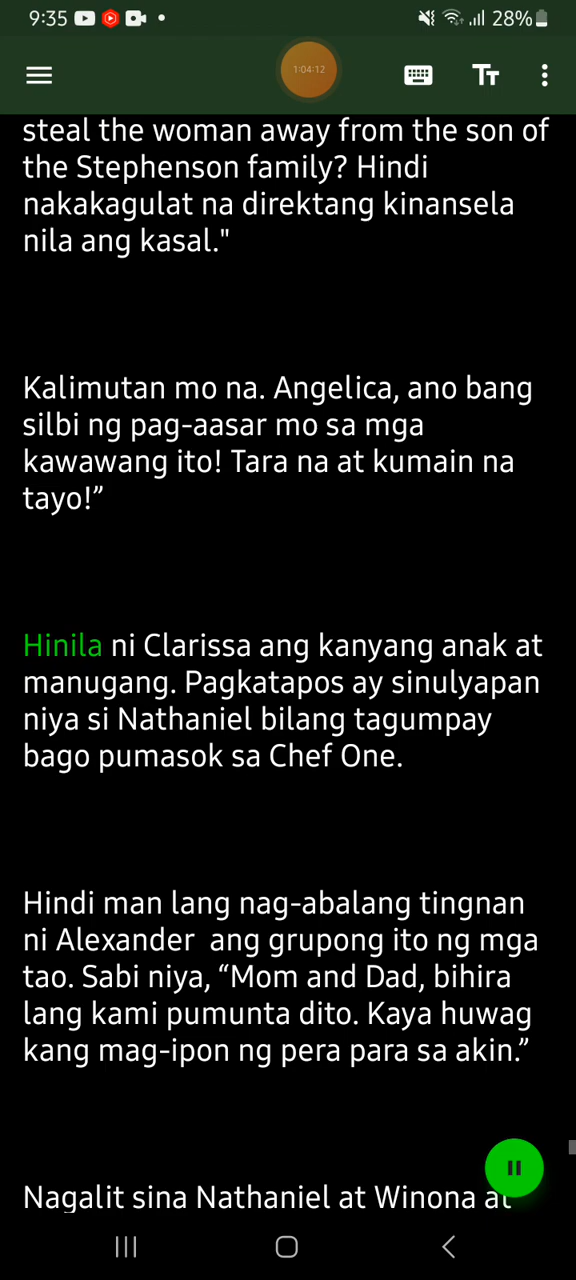 9:35
28%
1:04:12
steal the woman away from the son of
the Stephenson family? Hindi
nakakagulat na direktang kinansela
nila ang kasal."
Kalimutan mo na. Angelica, ano bang
silbi ng pag-aasar mo sa mga
kawawang ito! Tara na at kumain na
tayo!”
Hinila ni Clarissa ang kanyang anak at
manugang. Pagkatapos ay sinulyapan
niya si Nathaniel bilang tagumpay
bago pumasok sa Chef One.
Hindi man lang nag-abalang tingnan
ni Alexander  ang grupong ito ng mga
tao. Sabi niya, “Mom and Dad, bihira
lang kami pumunta dito. Kaya huwag
kang mag-ipon ng pera para sa akin.”
Nagalit sina Nathaniel at Winona at